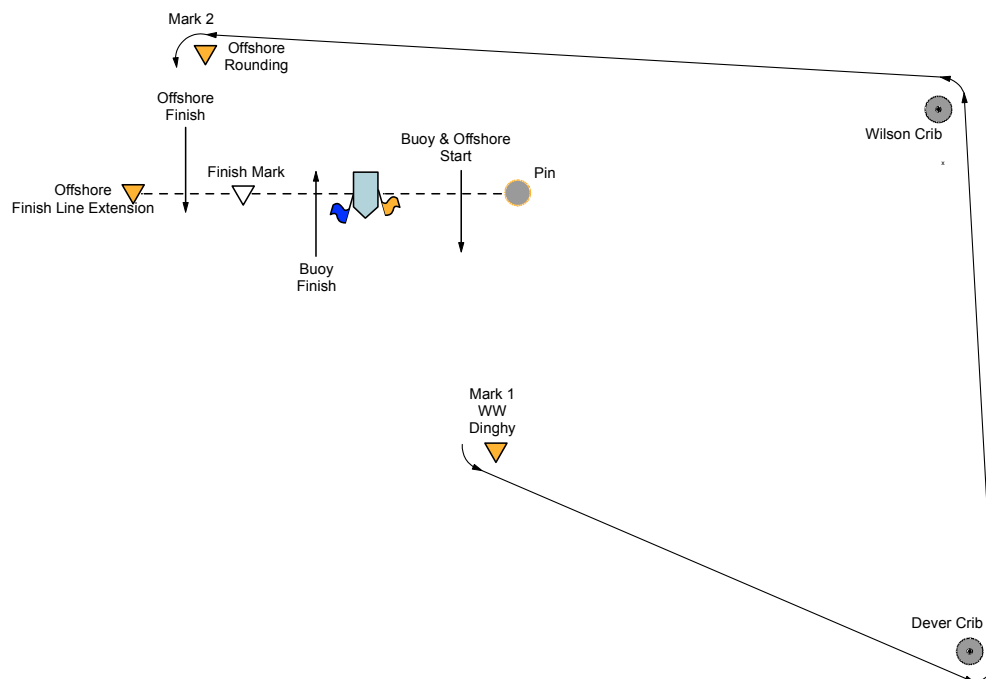 Mark 2
Offshore
Rounding
Offshore
Finish
Wilson Crib
x
Buoy & Offshore
Start
Finish Mark
Pin
Offshore
Finish Line Extension
Buoy
Finish
Mark 1
WW
Dinghy
Dever Crib